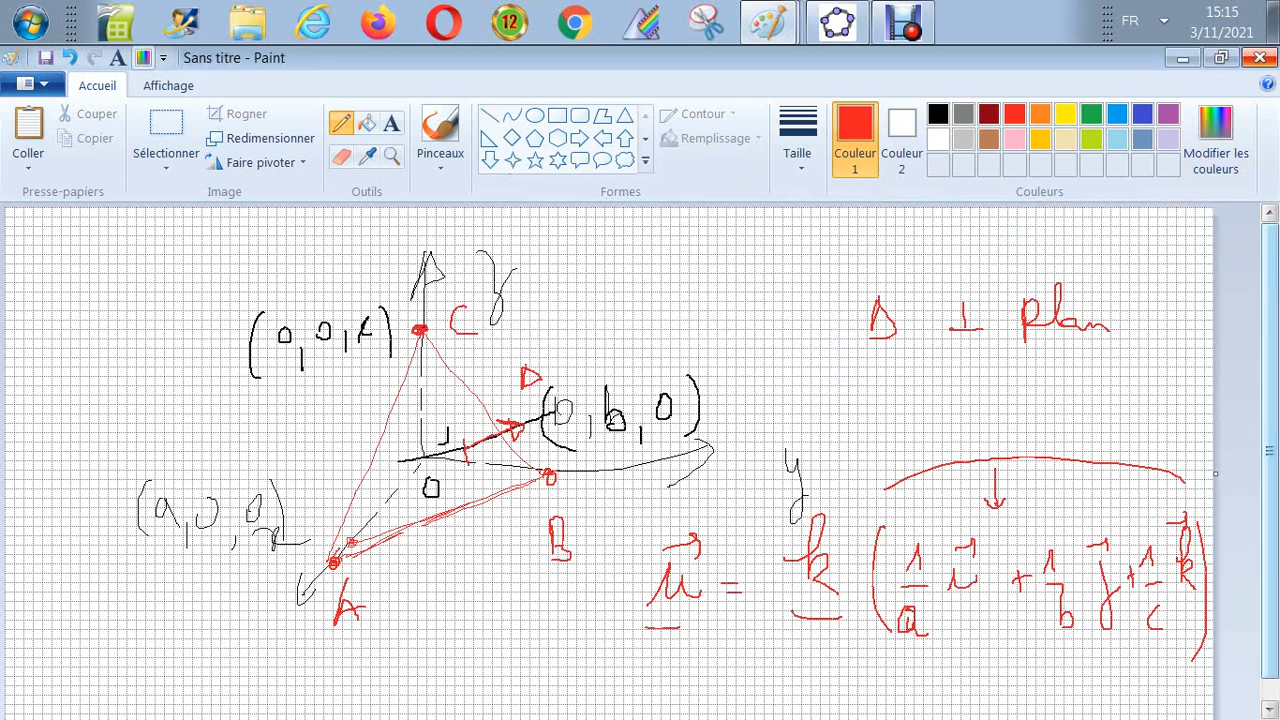 12
FR
15:15
3/11/2021
Sans titre - Paint
Accueil
Affichage
Coller
Couper
Copier
Presse-papiers
Sélectionner
Rogner
Redimensionner
Faire pivoter
Image
A
Outils
Pinceaux
Formes
Contour
Remplissage
Taille
Couleur 1
Couleur 2
Modifier les couleurs
Couleurs
z
(0, 0, c)
C
Δ ⊥ plan
D
(0, b, 0)
y
0
(a, 0, 0)
B
A
u⃗ = k (1/a i⃗ + 1/b j⃗ + 1/c k⃗)